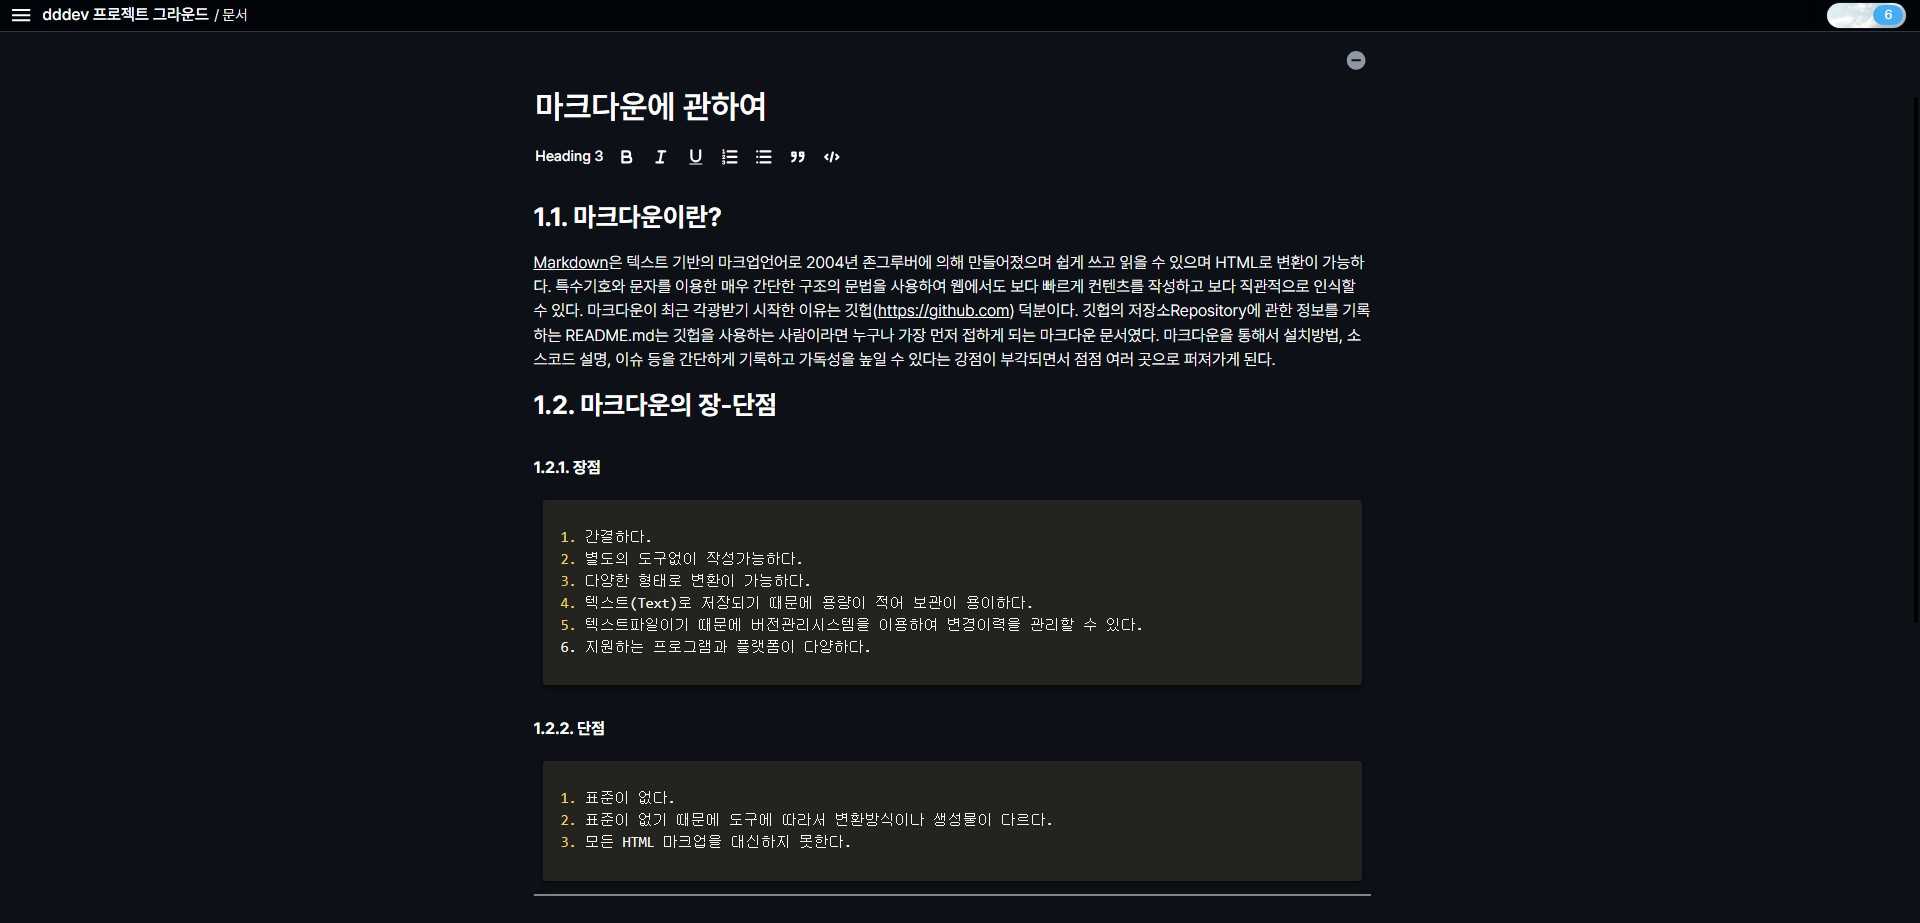 dddev 프로젝트 그라운드 / 문서
6
마크다운에 관하여
Heading 3 B I U
1.1. 마크다운이란?
Markdown은 텍스트 기반의 마크업언어로 2004년 존그루버에 의해 만들어졌으며 쉽게 쓰고 읽을 수 있으며 HTML로 변환이 가능하
다. 특수기호와 문자를 이용한 매우 간단한 구조의 문법을 사용하여 웹에서도 보다 빠르게 컨텐츠를 작성하고 보다 직관적으로 인식할
수 있다. 마크다운이 최근 각광받기 시작한 이유는 깃헙(https://github.com) 덕분이다. 깃헙의 저장소Repository에 관한 정보를 기록
하는 README.md는 깃헙을 사용하는 사람이라면 누구나 가장 먼저 접하게 되는 마크다운 문서였다. 마크다운을 통해서 설치방법, 소
스코드 설명, 이슈 등을 간단하게 기록하고 가독성을 높일 수 있다는 강점이 부각되면서 점점 여러 곳으로 퍼져가게 된다.
1.2. 마크다운의 장-단점
1.2.1. 장점
1. 간결하다.
2. 별도의 도구없이 작성가능하다.
3. 다양한 형태로 변환이 가능하다.
4. 텍스트(Text)로 저장되기 때문에 용량이 적어 보관이 용이하다.
5. 텍스트파일이기 때문에 버전관리시스템을 이용하여 변경이력을 관리할 수 있다.
6. 지원하는 프로그램과 플랫폼이 다양하다.
1.2.2. 단점
1. 표준이 없다.
2. 표준이 없기 때문에 도구에 따라서 변환방식이나 생성물이 다르다.
3. 모든 HTML 마크업을 대신하지 못한다.